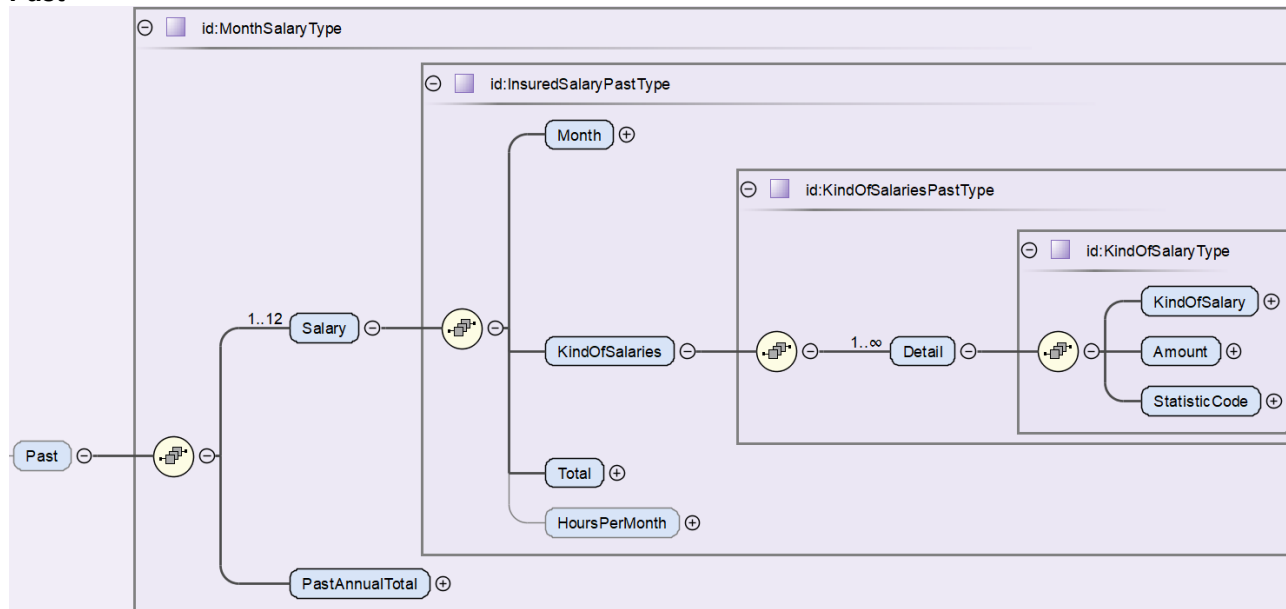 id:MonthSalaryType
id:InsuredSalaryPastType
Month
id:KindOfSalariesPastType
id:KindOfSalaryType
KindOfSalary
1..12 Salary
KindOfSalaries
1..∞ Detail
Amount
StatisticCode
Past
Total
HoursPerMonth
PastAnnualTotal